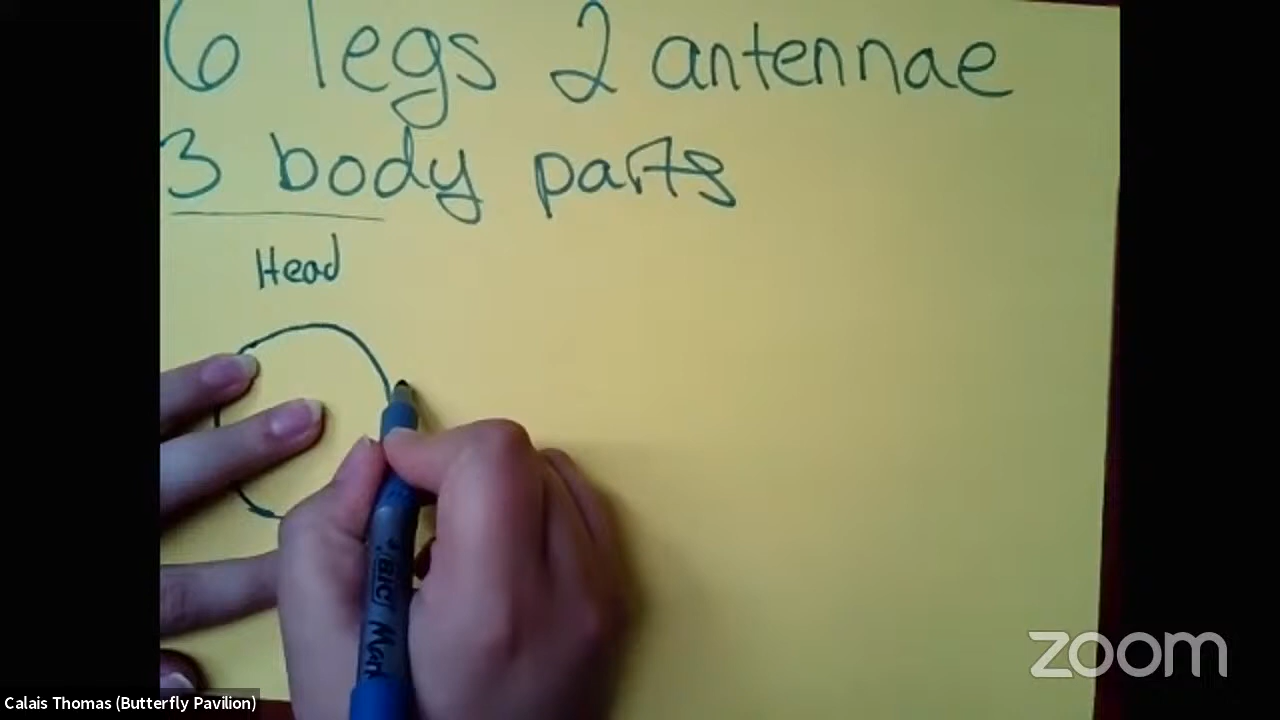 6 legs 2 antennae
3 body parts
Head
BIC Mark
zoom
Calais Thomas (Butterfly Pavilion)